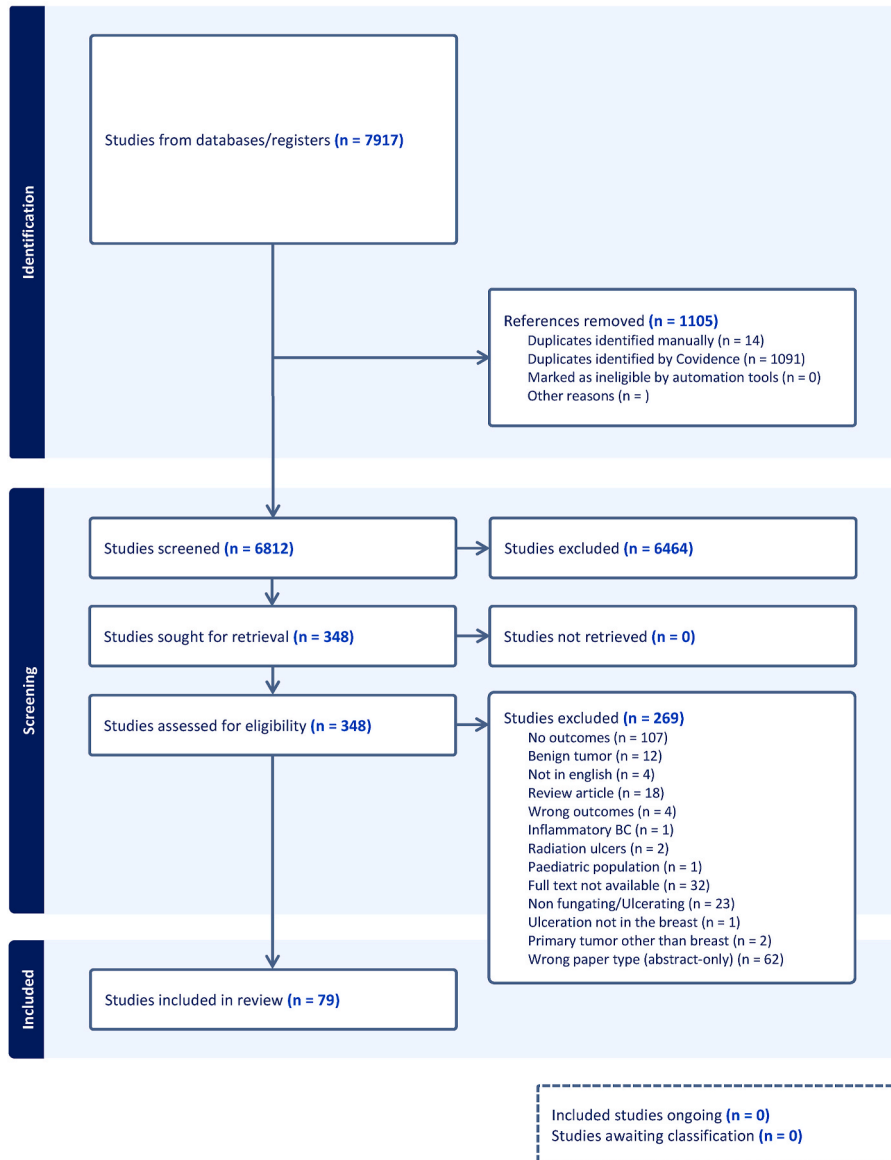 Identification
Studies from databases/registers (n = 7917)
References removed (n = 1105)
Duplicates identified manually (n = 14)
Duplicates identified by Covidence (n = 1091)
Marked as ineligible by automation tools (n = 0)
Other reasons (n = )
Screening
Studies screened (n = 6812)
Studies excluded (n = 6464)
Studies sought for retrieval (n = 348)
Studies not retrieved (n = 0)
Studies assessed for eligibility (n = 348)
Studies excluded (n = 269)
No outcomes (n = 107)
Benign tumor (n = 12)
Not in english (n = 4)
Review article (n = 18)
Wrong outcomes (n = 4)
Inflammatory BC (n = 1)
Radiation ulcers (n = 2)
Paediatric population (n = 1)
Full text not available (n = 32)
Non fungating/Ulcerating (n = 23)
Ulceration not in the breast (n = 1)
Primary tumor other than breast (n = 2)
Wrong paper type (abstract-only) (n = 62)
Included
Studies included in review (n = 79)
Included studies ongoing (n = 0)
Studies awaiting classification (n = 0)